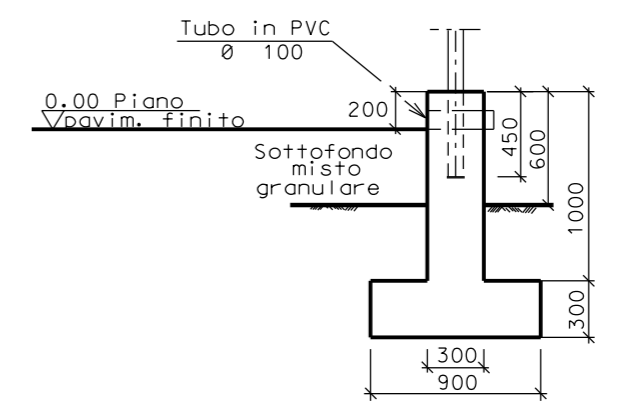 Tubo in PVC
Ø 100
0.00 Piano
pavim. finito
200
Sottofondo
misto
granulare
450
600
1000
300
300
900